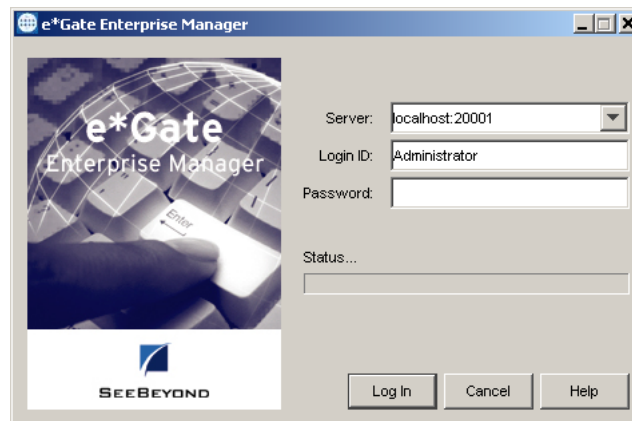 e*Gate Enterprise Manager
e*Gate
Enterprise Manager
Enter
SEEBEYOND
Server: localhost:20001
Login ID: Administrator
Password:
Status...
Log In Cancel Help